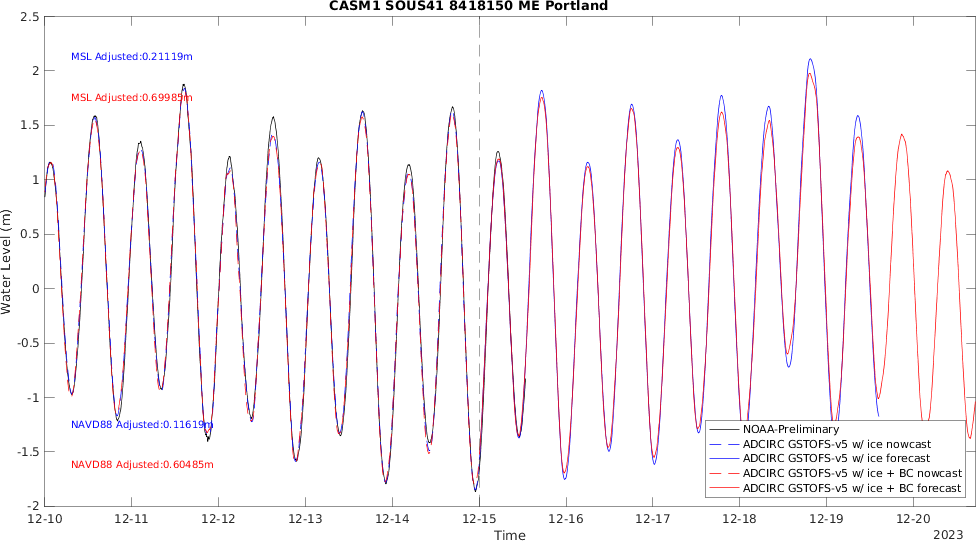 CASM1 SOUS41 8418150 ME Portland
2.5
2
1.5
1
0.5
0
-0.5
-1
-1.5
-2
Water Level (m)
MSL Adjusted:0.21119m
MSL Adjusted:0.69985m
NAVD88 Adjusted:0.11619m
NAVD88 Adjusted:0.60485m
NOAA-Preliminary
ADCIRC GSTOFS-v5 w/ ice nowcast
ADCIRC GSTOFS-v5 w/ ice forecast
ADCIRC GSTOFS-v5 w/ ice + BC nowcast
ADCIRC GSTOFS-v5 w/ ice + BC forecast
12-10 12-11 12-12 12-13 12-14 12-15 12-16 12-17 12-18 12-19 12-20
Time
2023